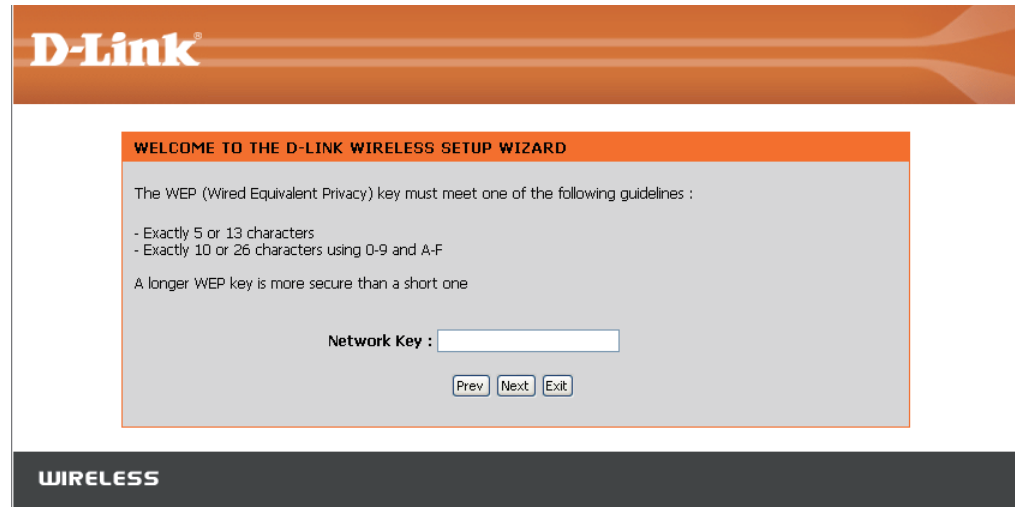 D-Link®
WELCOME TO THE D-LINK WIRELESS SETUP WIZARD
The WEP (Wired Equivalent Privacy) key must meet one of the following guidelines :
- Exactly 5 or 13 characters
- Exactly 10 or 26 characters using 0-9 and A-F
A longer WEP key is more secure than a short one
Network Key :
Prev Next Exit
WIRELESS